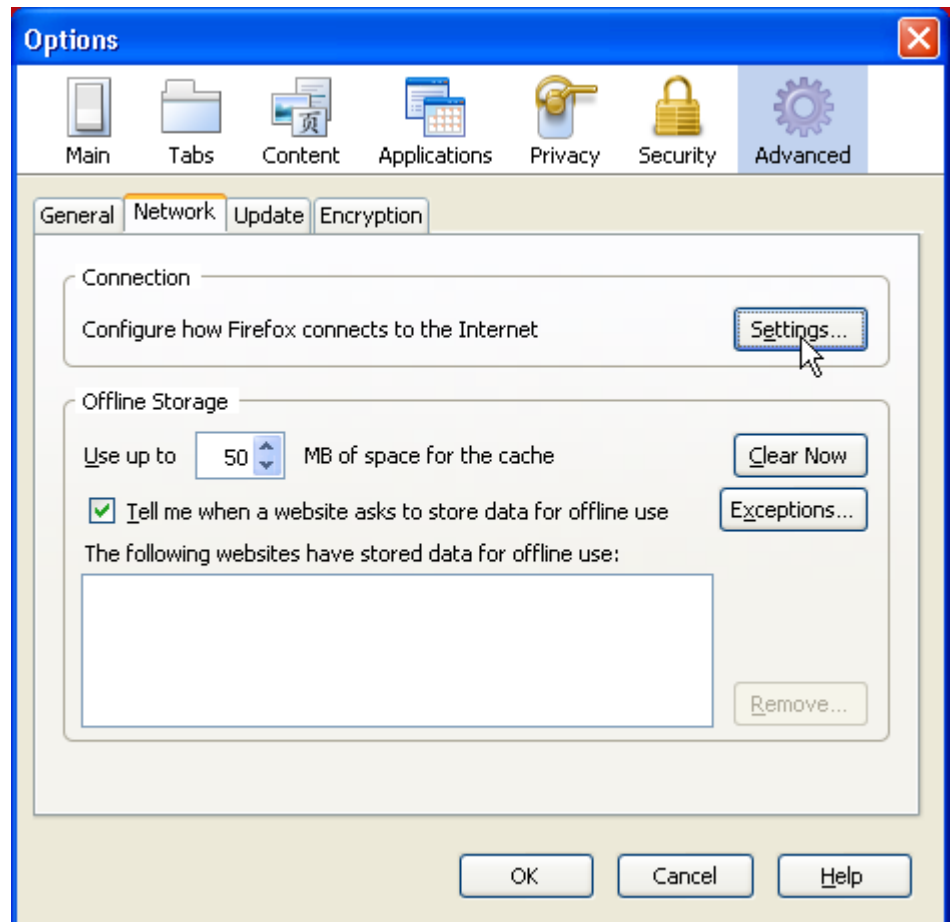 Options
Main Tabs Content Applications Privacy Security Advanced
页
General Network Update Encryption
Connection
Configure how Firefox connects to the Internet Settings...
Offline Storage
Use up to 50 MB of space for the cache Clear Now
Tell me when a website asks to store data for offline use Exceptions...
The following websites have stored data for offline use:
Remove...
OK Cancel Help